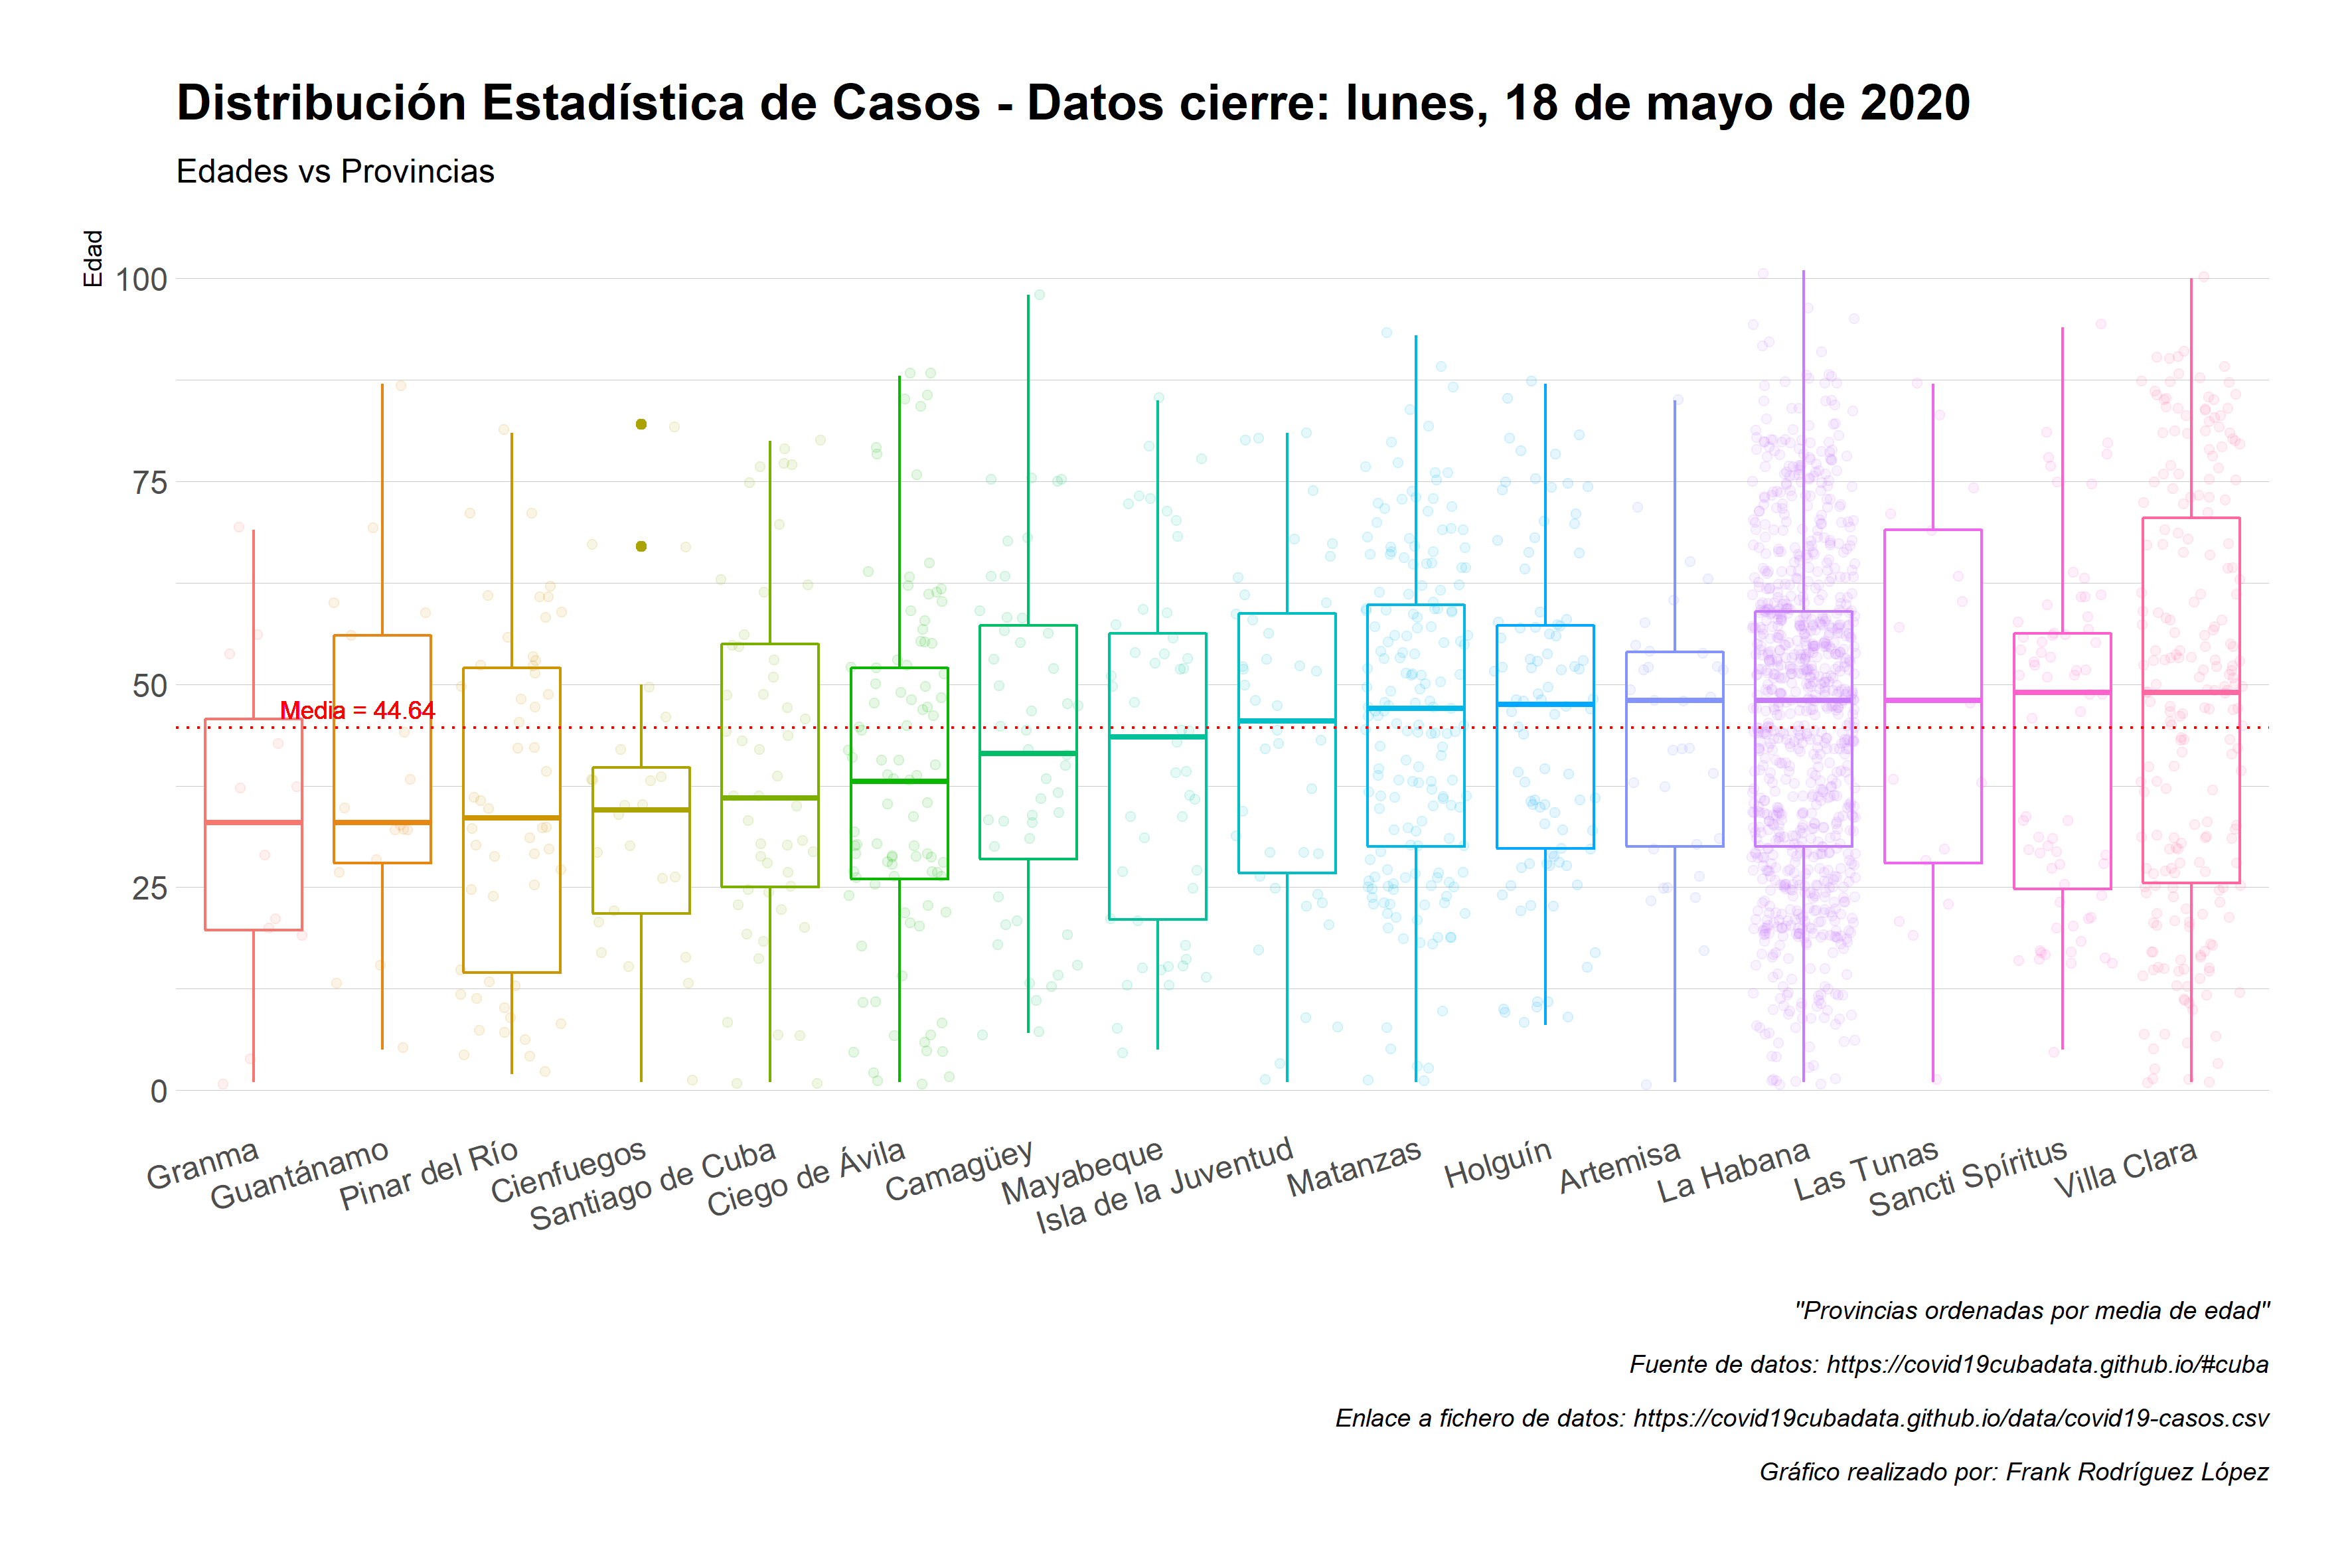 Distribución Estadística de Casos - Datos cierre: lunes, 18 de mayo de 2020
Edades vs Provincias
Edad
100
75
50
25
0
Media = 44.64
Granma
Guantánamo
Pinar del Río
Cienfuegos
Santiago de Cuba
Ciego de Ávila
Camagüey
Mayabeque
Isla de la Juventud
Matanzas
Holguín
Artemisa
La Habana
Las Tunas
Sancti Spíritus
Villa Clara
"Provincias ordenadas por media de edad"
Fuente de datos: https://covid19cubadata.github.io/#cuba
Enlace a fichero de datos: https://covid19cubadata.github.io/data/covid19-casos.csv
Gráfico realizado por: Frank Rodríguez López